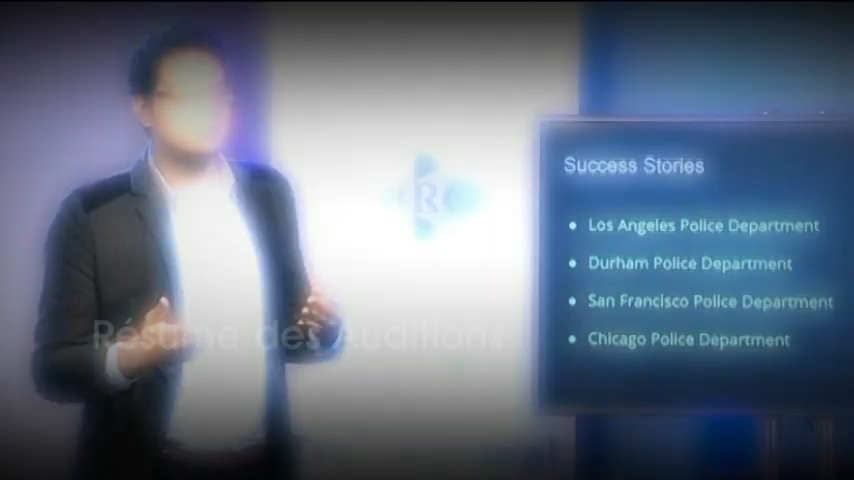 Success Stories
Los Angeles Police Department
Durham Police Department
San Francisco Police Department
Chicago Police Department
R
Résumé des Auditions